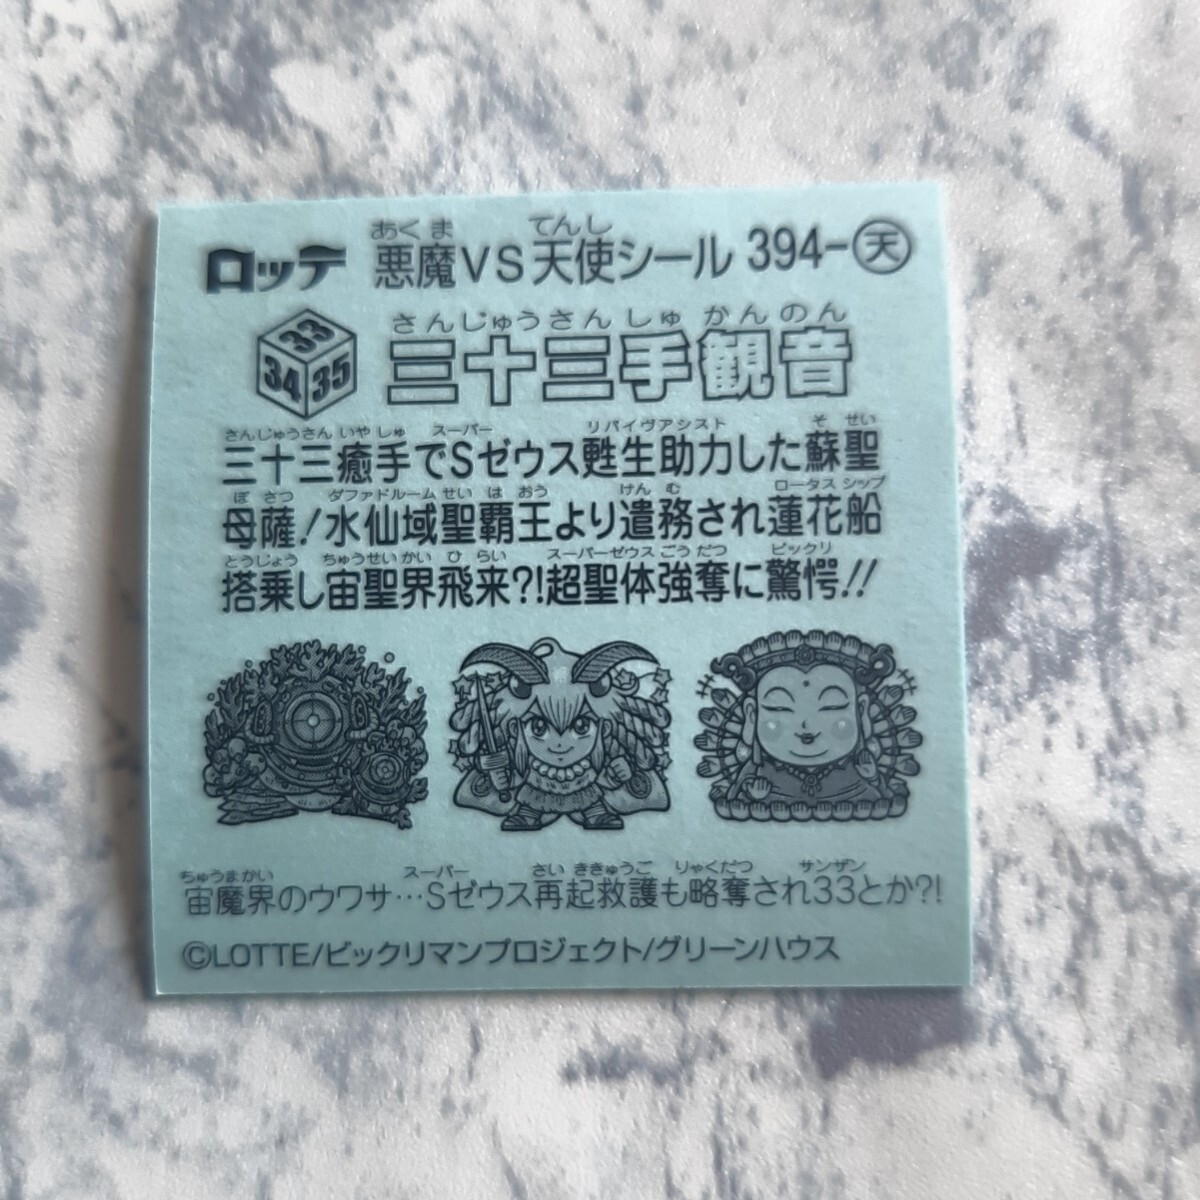 ロッテ 悪魔VS天使シール 394-天
あくま てんし
33 34 35
さんじゅうさんしゅかんのん
三十三手観音
さんじゅうさん いやしゅ スーパー リバイヴアシスト そせい
三十三癒手でSゼウス甦生助力した蘇聖
ぼさつ ダファドルームせいはおう けんむ ロータスシップ
母薩!水仙域聖覇王より遣務され蓮花船
とうじょう ちゅうせいかい ひらい スーパーゼウスごうだつ ビックリ
搭乗し宙聖界飛来?!超聖体強奪に驚愕!!
ちゅうまかい スーパー さいききゅうご りゃくだつ サンザン
宙魔界のウワサ…Sゼウス再起救護も略奪され33とか?!
©LOTTE/ビックリマンプロジェクト/グリーンハウス